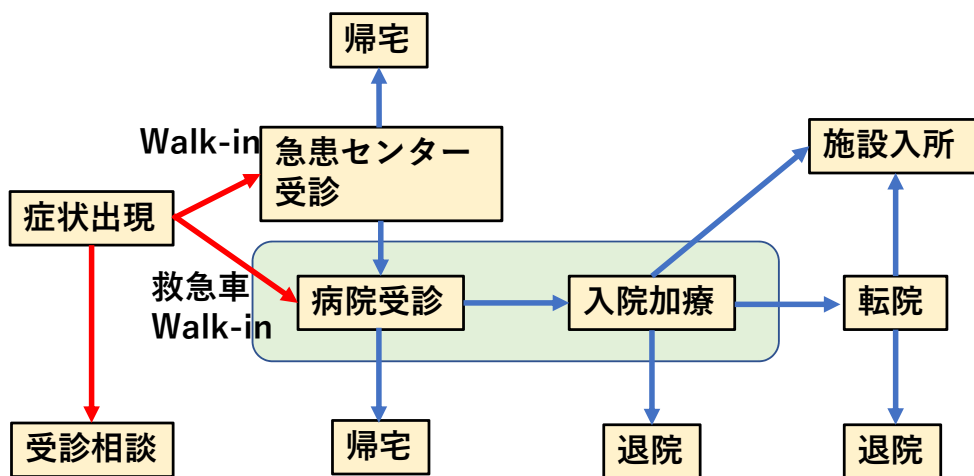 帰宅
Walk-in
急患センター
受診
施設入所
症状出現
救急車
Walk-in
病院受診
入院加療
転院
受診相談
帰宅
退院
退院